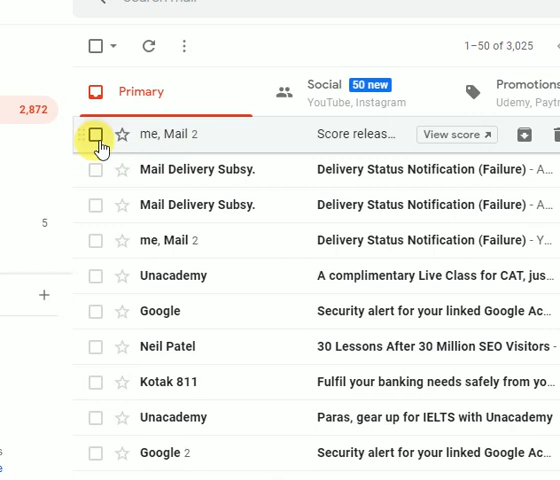 Search mail
1–50 of 3,025
2,872
Primary
Social 50 new
YouTube, Instagram
Promotions
Udemy, Paytm
me, Mail 2 Score releas… View score
Mail Delivery Subsy. Delivery Status Notification (Failure) - A…
Mail Delivery Subsy. Delivery Status Notification (Failure) - A…
5
me, Mail 2 Delivery Status Notification (Failure) - Y…
Unacademy A complimentary Live Class for CAT, jus…
Google Security alert for your linked Google Ac…
Neil Patel 30 Lessons After 30 Million SEO Visitors -
Kotak 811 Fulfil your banking needs safely from yo…
Unacademy Paras, gear up for IELTS with Unacademy
Google 2 Security alert for your linked Google Ac…
s
e